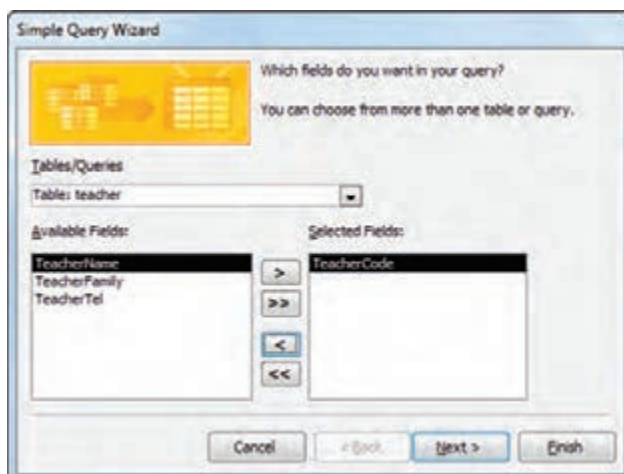 Simple Query Wizard
Which fields do you want in your query?
You can choose from more than one table or query.
Tables/Queries
Table: teacher
Available Fields:
Selected Fields:
TeacherName
TeacherFamily
TeacherTel
>
>>
<
<<
TeacherCode
Cancel
< Back
Next >
Finish